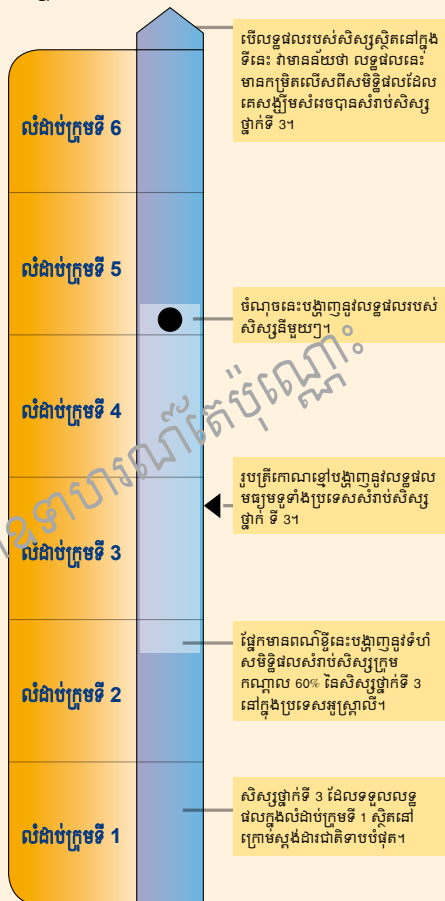 បើលទ្ធផលរបស់សិស្សស្ថិតនៅក្នុង
ទីនេះ វាមានន័យថា លទ្ធផលនេះ
មានកម្រិតលើសពីសមិទ្ធិផលដែល
គេសង្ឃឹមសំរេចបានសំរាប់សិស្ស
ថ្នាក់ទី 3។
លំដាប់ក្រុមទី 6
លំដាប់ក្រុមទី 5
ចំណុចនេះបង្ហាញនូវលទ្ធផលរបស់
សិស្សនីមួយៗ។
លំដាប់ក្រុមទី 4
ឧទាហរណ៍តែប៉ុណ្ណោះ
រូបត្រីកោណខ្មៅបង្ហាញនូវលទ្ធផល
មធ្យមទូទាំងប្រទេសសំរាប់សិស្ស
ថ្នាក់ ទី 3។
លំដាប់ក្រុមទី 3
ផ្នែកមានពណ៌ខ្ចីនេះបង្ហាញនូវទំហំ
សមិទ្ធិផលសំរាប់សិស្សក្រុម
កណ្តាល 60% នៃសិស្សថ្នាក់ទី 3
នៅក្នុងប្រទេសអូស្ត្រាលី។
លំដាប់ក្រុមទី 2
សិស្សថ្នាក់ទី 3 ដែលទទួលលទ្ធ
ផលក្នុងលំដាប់ក្រុមទី 1 ស្ថិតនៅ
ក្រោមស្តង់ដារជាតិទាបបំផុត។
លំដាប់ក្រុមទី 1